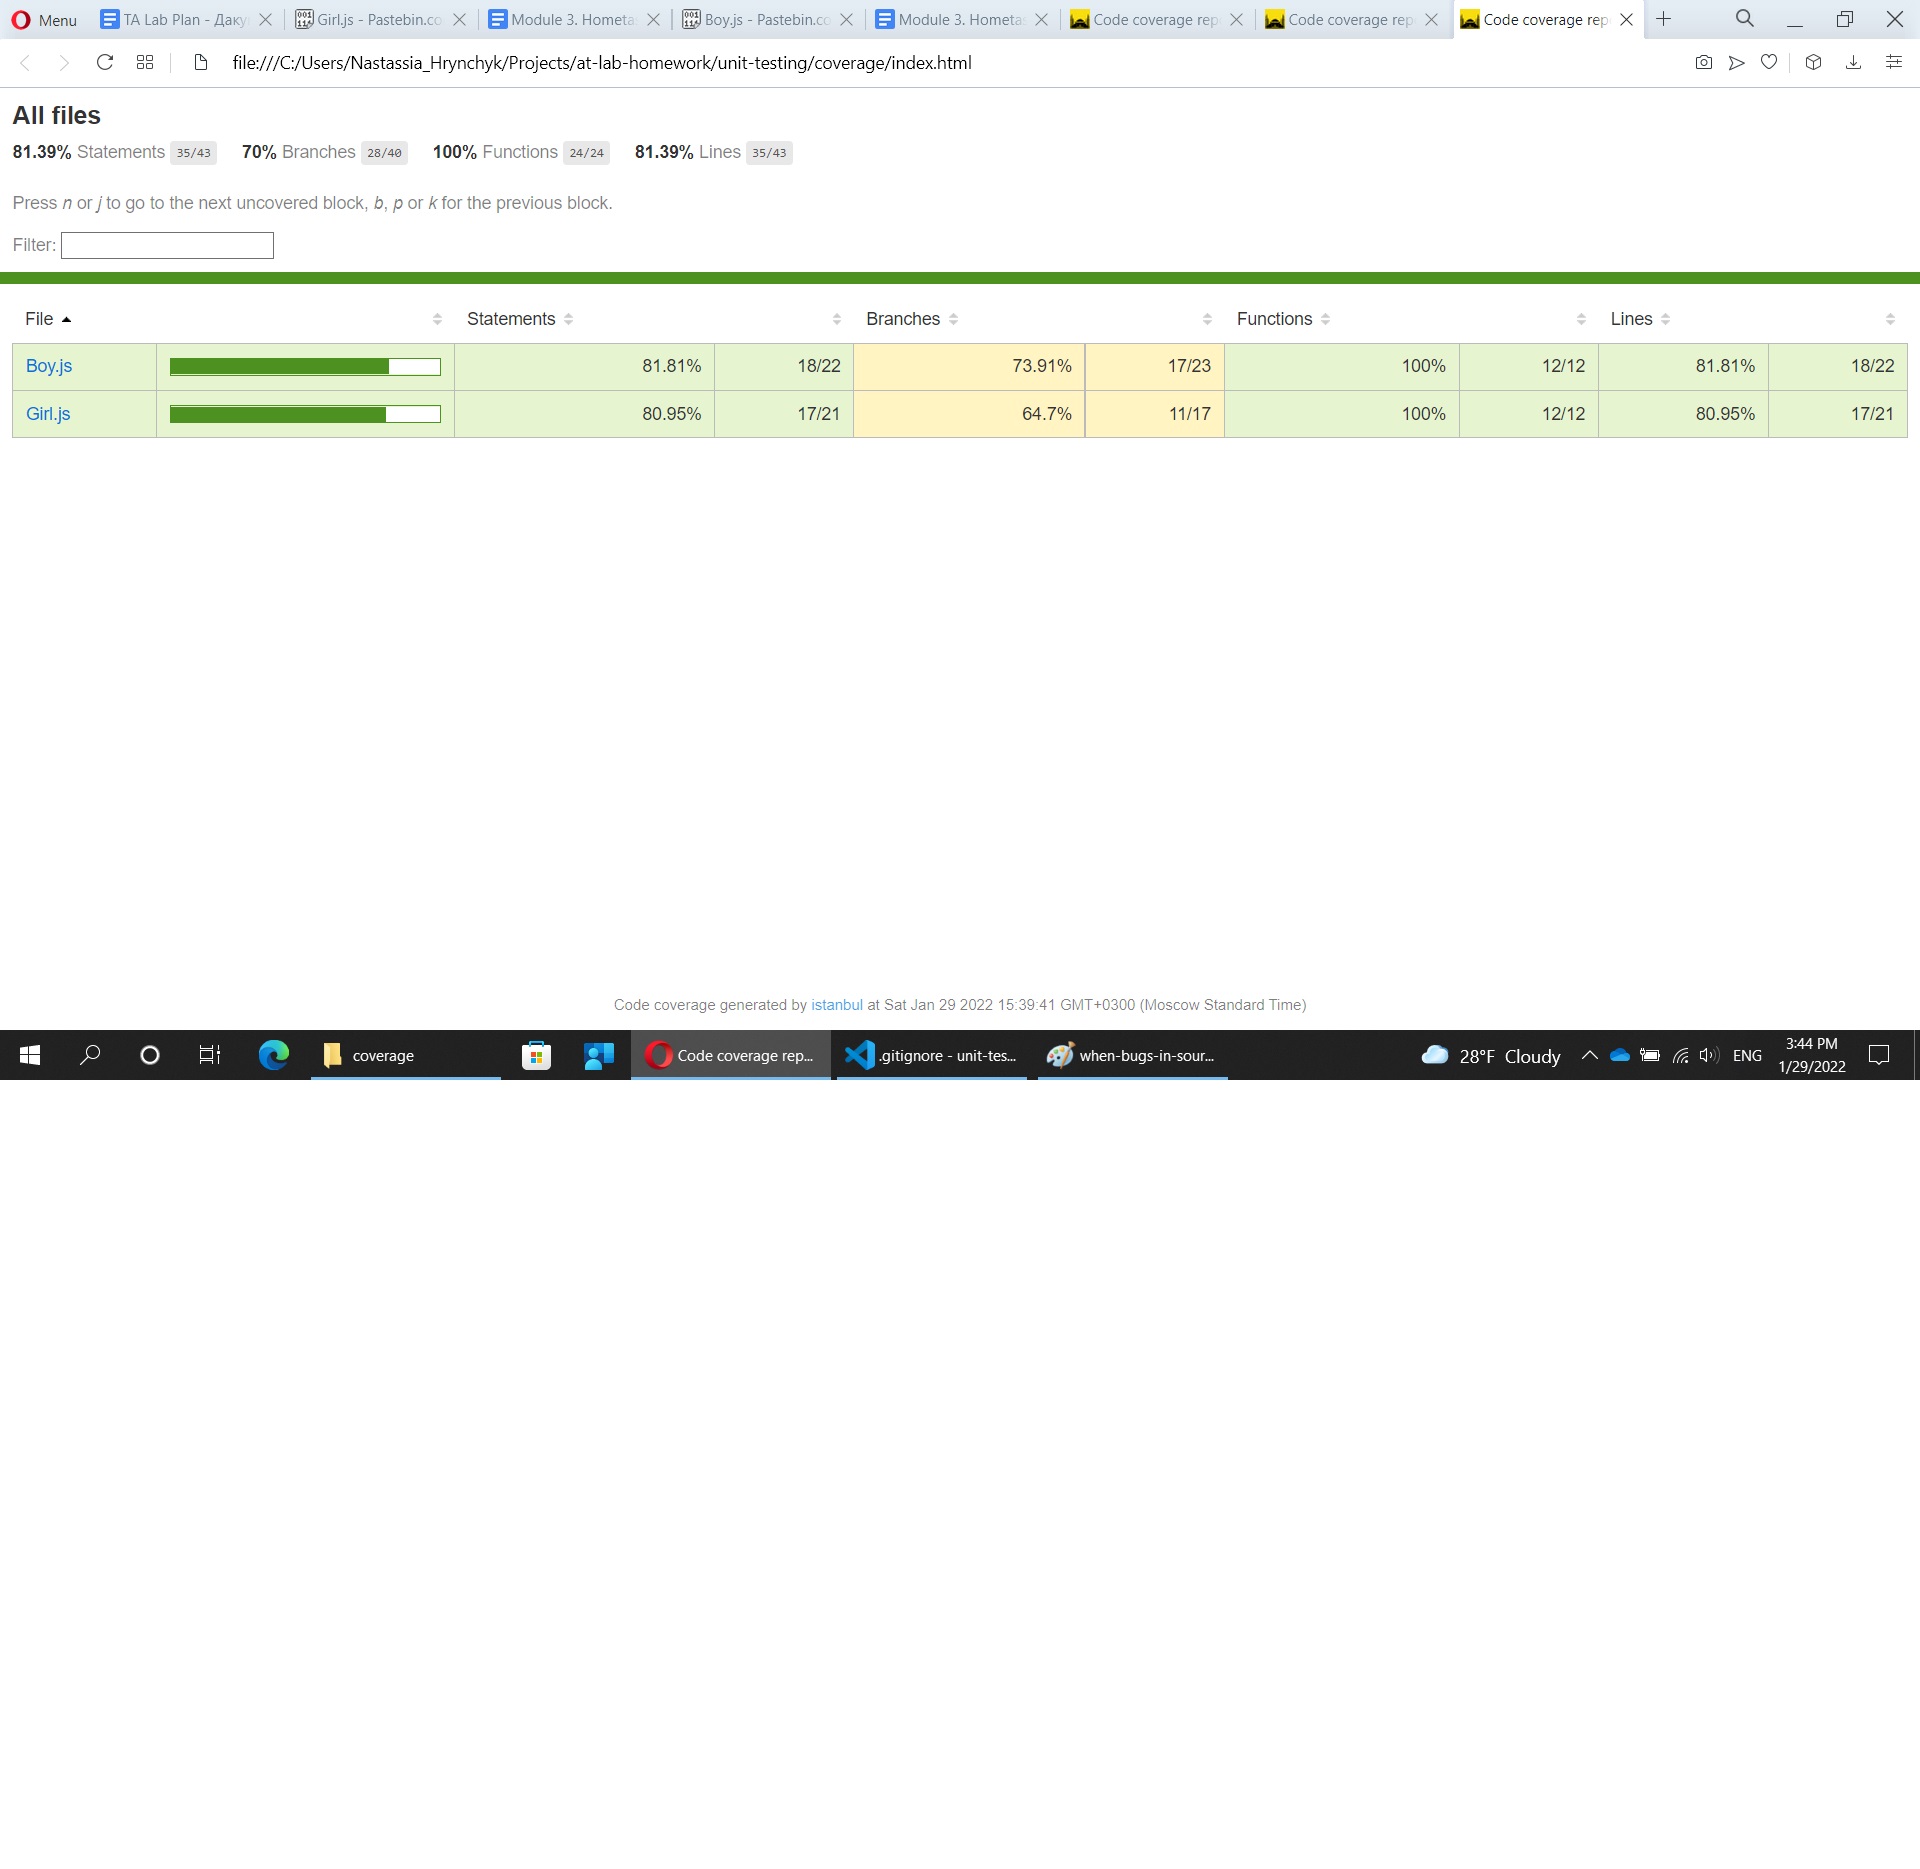 Menu
TA Lab Plan - Даку
Girl.js - Pastebin.co
Module 3. Hometa
Boy.js - Pastebin.co
Module 3. Hometa
Code coverage rep
Code coverage rep
Code coverage rep
file:///C:/Users/Nastassia_Hrynchyk/Projects/at-lab-homework/unit-testing/coverage/index.html
All files
81.39% Statements 35/43 70% Branches 28/40 100% Functions 24/24 81.39% Lines 35/43
Press n or j to go to the next uncovered block, b, p or k for the previous block.
Filter:
File Statements Branches Functions Lines
Boy.js 81.81% 18/22 73.91% 17/23 100% 12/12 81.81% 18/22
Girl.js 80.95% 17/21 64.7% 11/17 100% 12/12 80.95% 17/21
Code coverage generated by istanbul at Sat Jan 29 2022 15:39:41 GMT+0300 (Moscow Standard Time)
coverage
Code coverage rep...
.gitignore - unit-tes...
when-bugs-in-sour...
28°F Cloudy
ENG
3:44 PM
1/29/2022